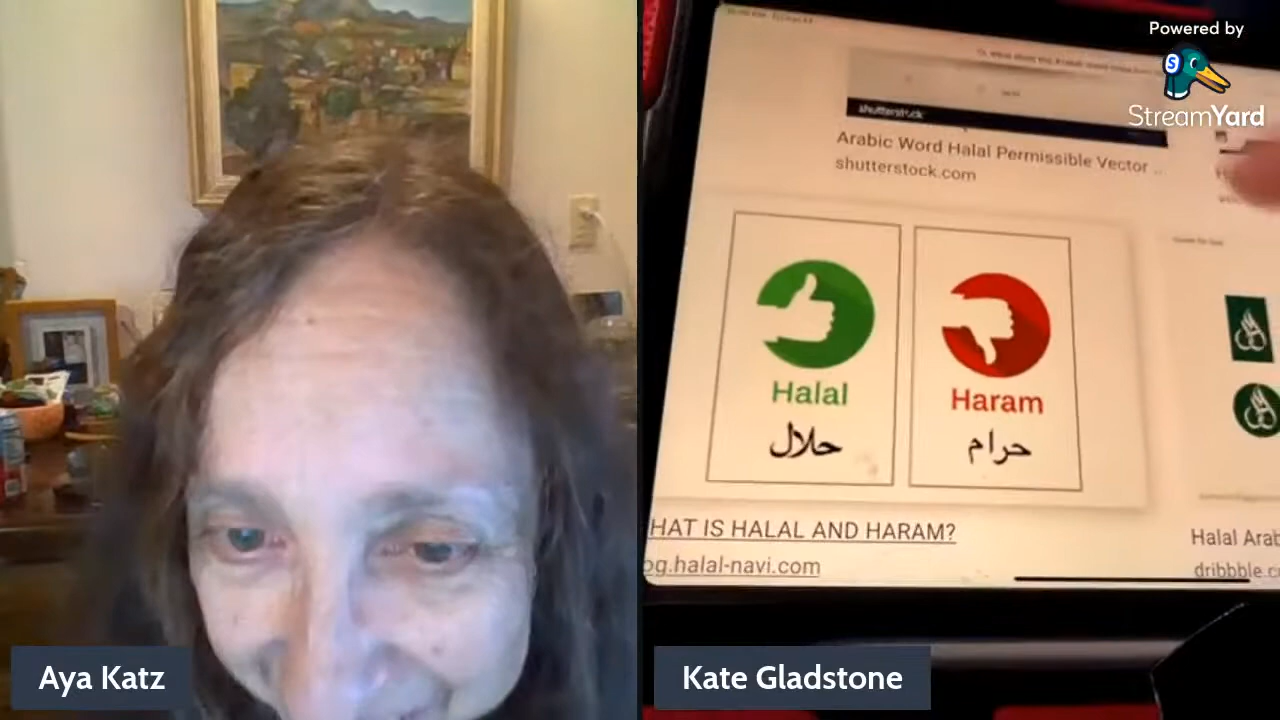 Powered by
StreamYard
shutterstock
Arabic Word Halal Permissible Vector ..
shutterstock.com
Halal
حلال
Haram
حرام
HAT IS HALAL AND HARAM?
og.halal-navi.com
Halal Arab
dribbble.c
Aya Katz
Kate Gladstone